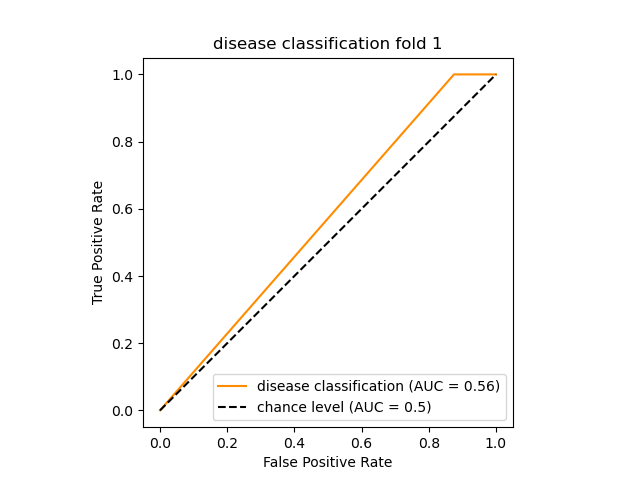 disease classification fold 1
True Positive Rate
1.0
0.8
0.6
0.4
0.2
0.0
disease classification (AUC = 0.56)
chance level (AUC = 0.5)
0.0 0.2 0.4 0.6 0.8 1.0
False Positive Rate